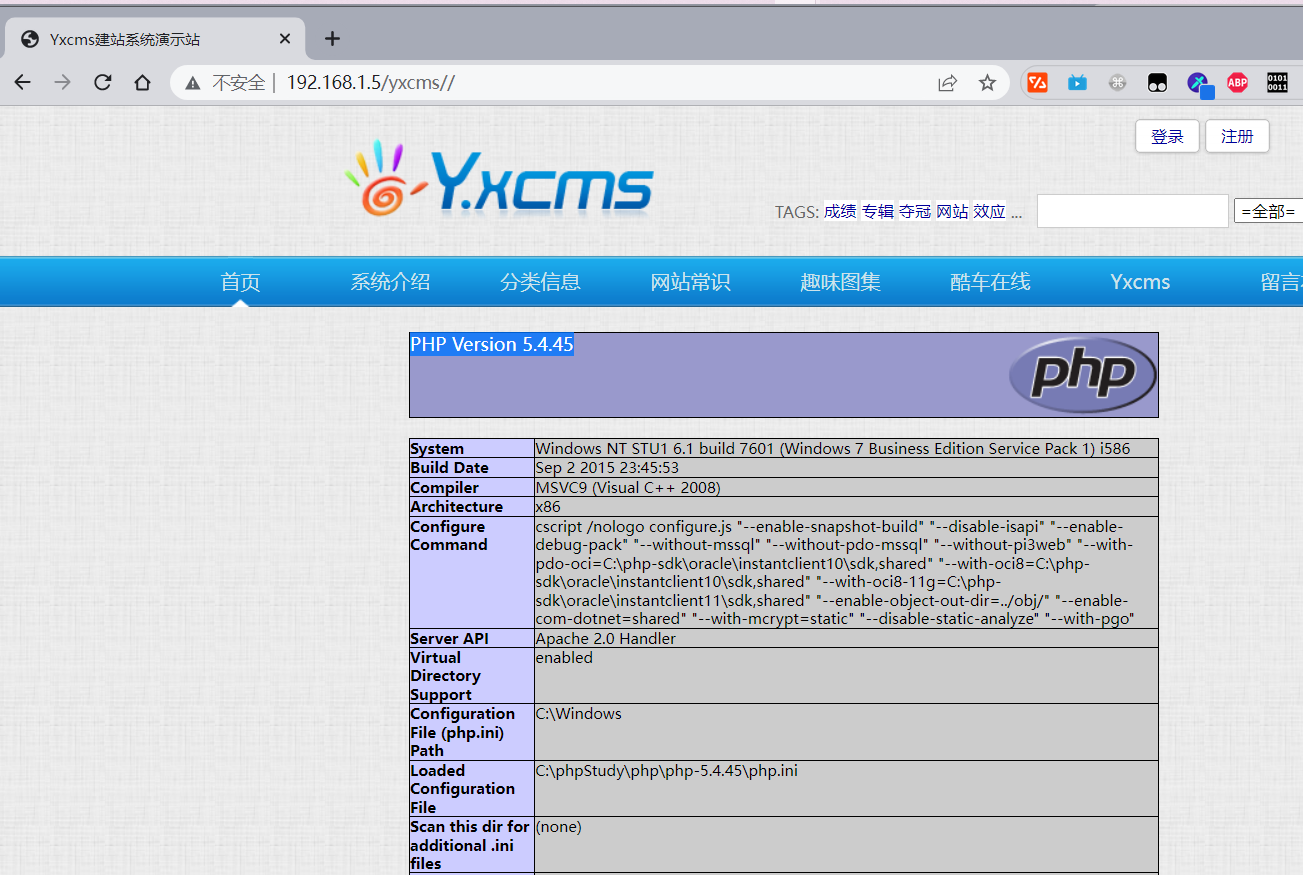 Yxcms建站系统演示站
不安全 | 192.168.1.5/yxcms//
ABP
0101
0011
登录 注册
Y.xcms
TAGS: 成绩 专辑 夺冠 网站 效应 ... =全部=
首页 系统介绍 分类信息 网站常识 趣味图集 酷车在线 Yxcms 留言
PHP Version 5.4.45
php
System Windows NT STU1 6.1 build 7601 (Windows 7 Business Edition Service Pack 1) i586
Build Date Sep 2 2015 23:45:53
Compiler MSVC9 (Visual C++ 2008)
Architecture x86
Configure cscript /nologo configure.js "--enable-snapshot-build" "--disable-isapi" "--enable-
Command debug-pack" "--without-mssql" "--without-pdo-mssql" "--without-pi3web" "--with-
pdo-oci=C:\php-sdk\oracle\instantclient10\sdk,shared" "--with-oci8=C:\php-
sdk\oracle\instantclient10\sdk,shared" "--with-oci8-11g=C:\php-
sdk\oracle\instantclient11\sdk,shared" "--enable-object-out-dir=../obj/" "--enable-
com-dotnet=shared" "--with-mcrypt=static" "--disable-static-analyze" "--with-pgo"
Server API Apache 2.0 Handler
Virtual enabled
Directory
Support
Configuration C:\Windows
File (php.ini)
Path
Loaded C:\phpStudy\php\php-5.4.45\php.ini
Configuration
File
Scan this dir for (none)
additional .ini
files